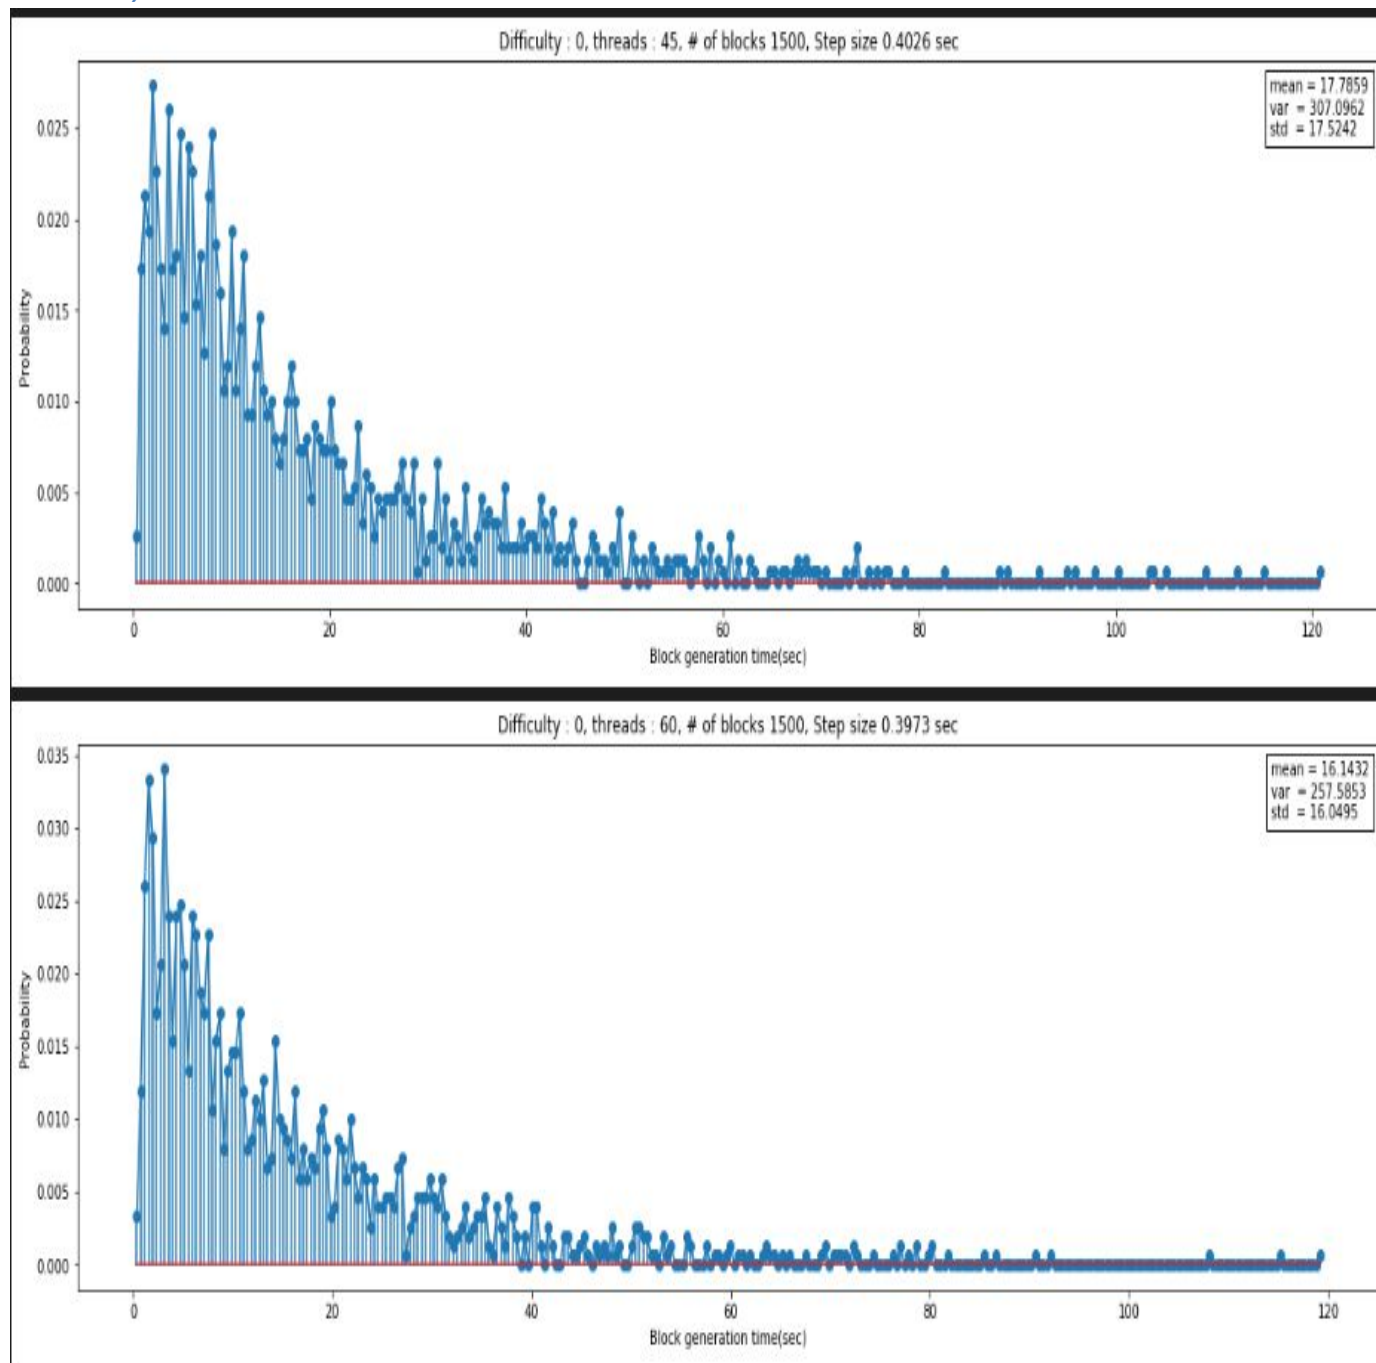 Difficulty : 0, threads : 45, # of blocks 1500, Step size 0.4026 sec
mean = 17.7859
var = 307.0962
std = 17.5242
0.025
0.020
0.015
0.010
0.005
0.000
Probability
0 20 40 60 80 100 120
Block generation time(sec)
Difficulty : 0, threads : 60, # of blocks 1500, Step size 0.3973 sec
mean = 16.1432
var = 257.5853
std = 16.0495
0.035
0.030
0.025
0.020
0.015
0.010
0.005
0.000
Probability
0 20 40 60 80 100 120
Block generation time(sec)